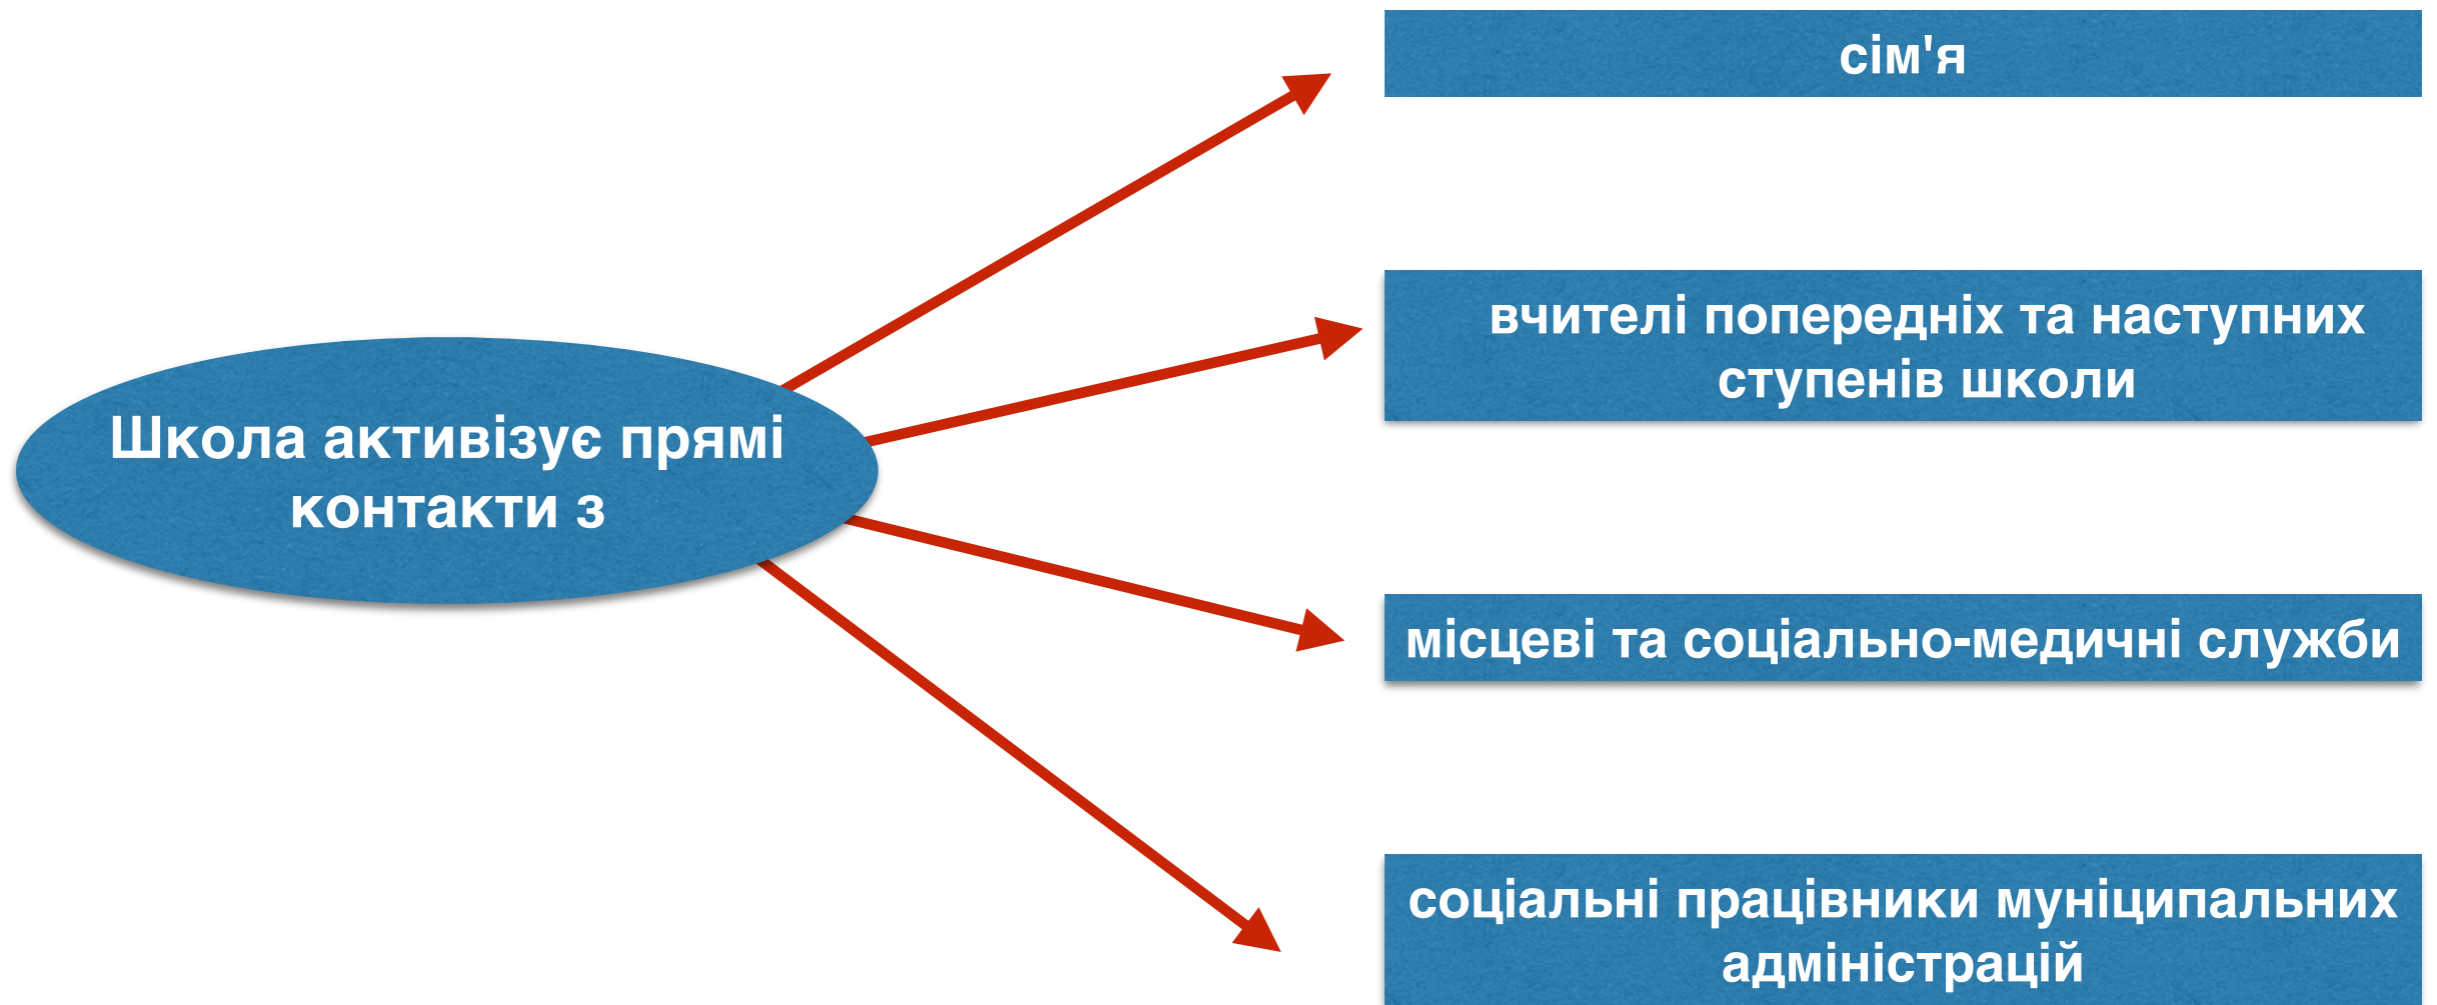 Школа активізує прямі
контакти з
сім'я
вчителі попередніх та наступних
ступенів школи
місцеві та соціально-медичні служби
соціальні працівники муніципальних
адміністрацій